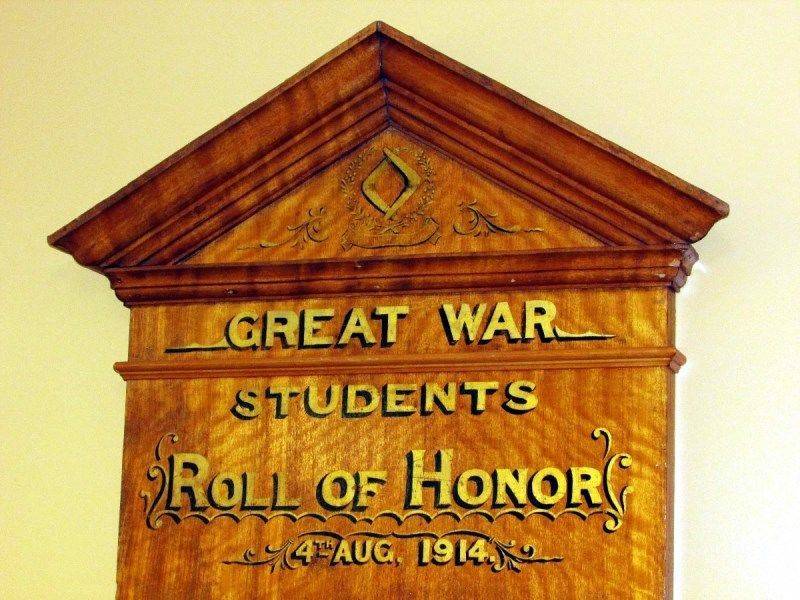 GREAT WAR
STUDENTS
ROLL OF HONOR
4TH AUG. 1914.